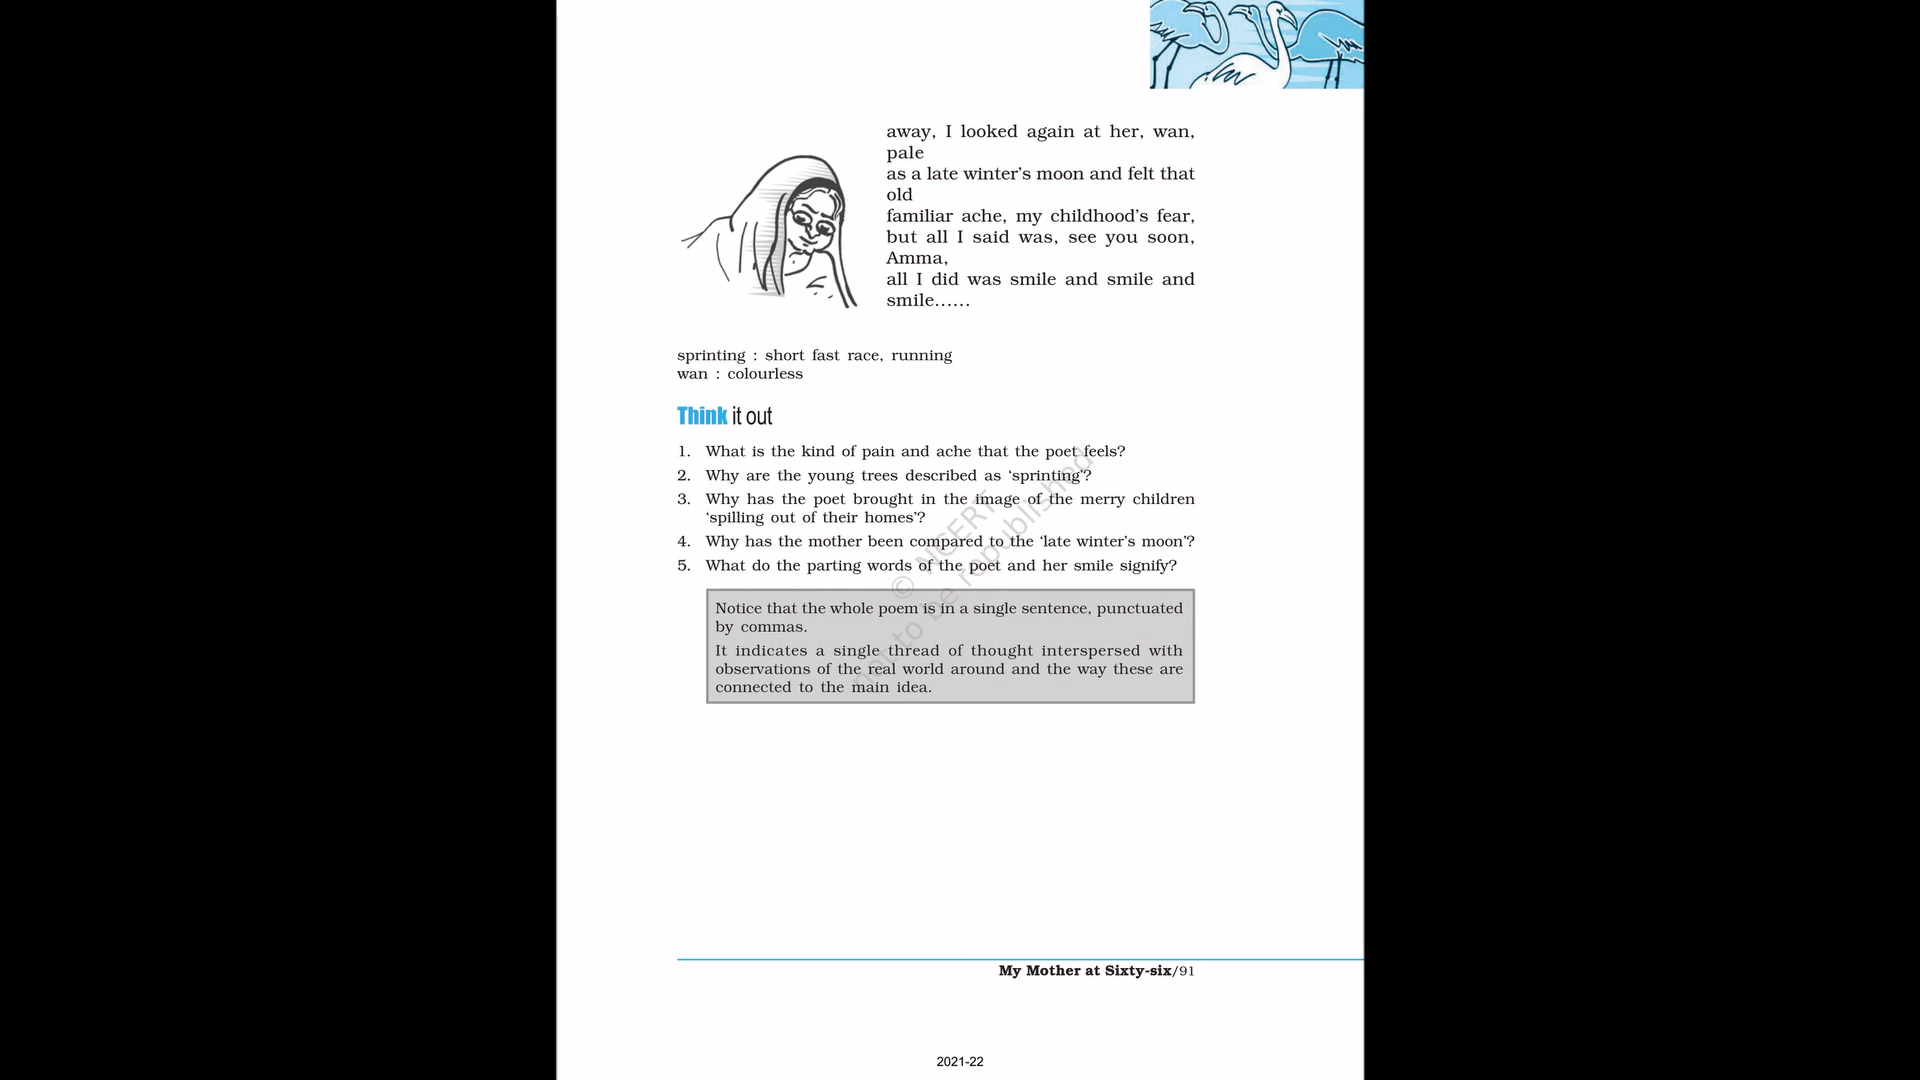 away, I looked again at her, wan,
pale
as a late winter’s moon and felt that
old
familiar ache, my childhood’s fear,
but all I said was, see you soon,
Amma,
all I did was smile and smile and
smile......
sprinting : short fast race, running
wan : colourless
Think it out
1. What is the kind of pain and ache that the poet feels?
2. Why are the young trees described as ‘sprinting’?
3. Why has the poet brought in the image of the merry children
‘spilling out of their homes’?
4. Why has the mother been compared to the ‘late winter’s moon’?
5. What do the parting words of the poet and her smile signify?
© NCERT
not to be republished
Notice that the whole poem is in a single sentence, punctuated
by commas.
It indicates a single thread of thought interspersed with
observations of the real world around and the way these are
connected to the main idea.
My Mother at Sixty-six/91
2021-22